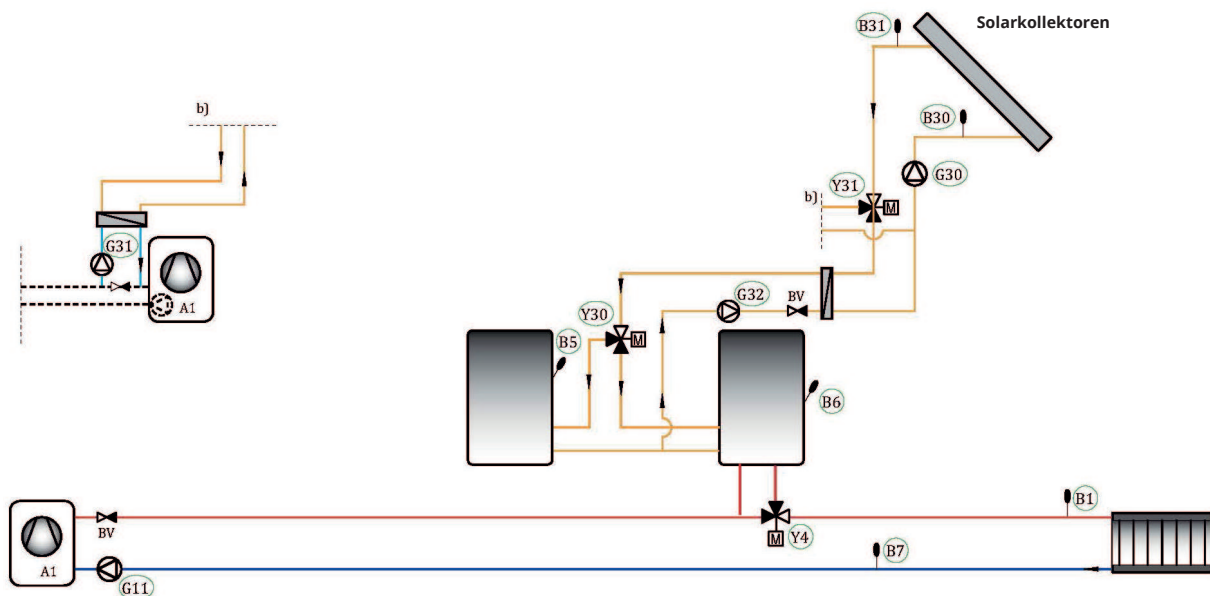 B31
Solarkollektoren
b)
B30
G30
Y31
b)
M
G31
G32
BV
A1
Y30
M
B5
B6
B1
BV
Y4
M
B7
A1
G11